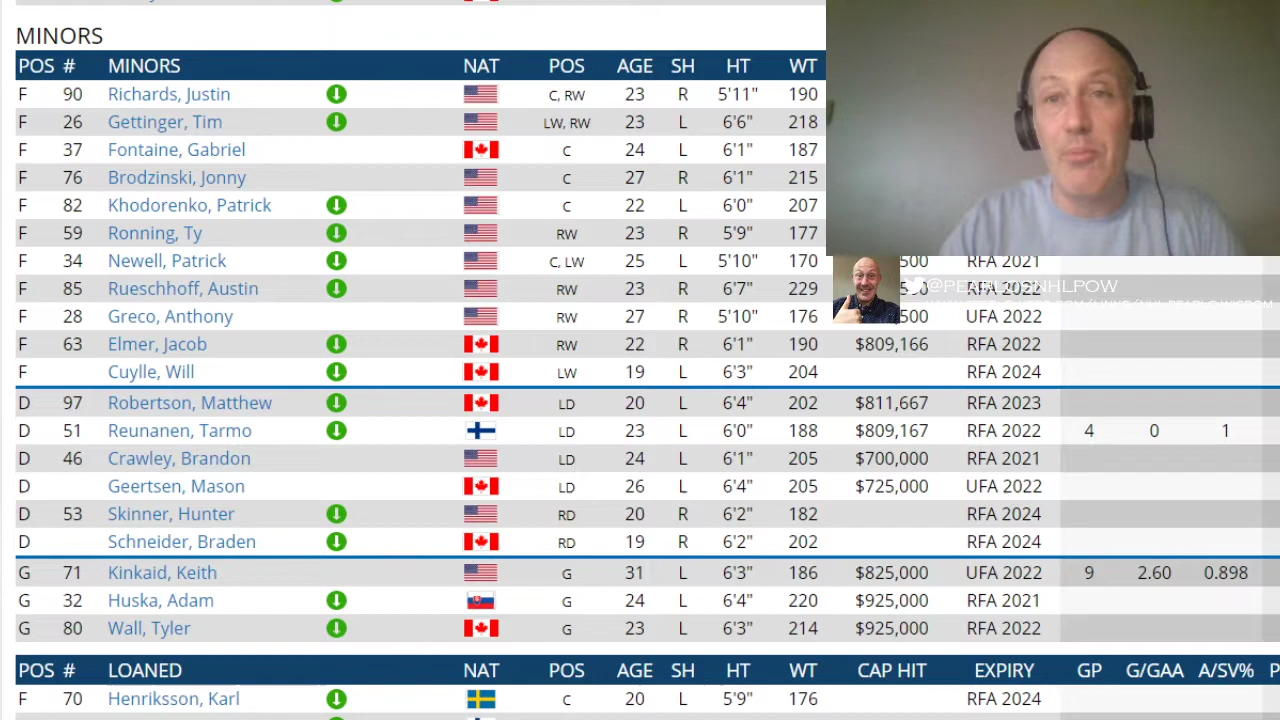 MINORS
POS # MINORS NAT POS AGE SH HT WT
F 90 Richards, Justin C, RW 23 R 5'11" 190
F 26 Gettinger, Tim LW, RW 23 L 6'6" 218
F 37 Fontaine, Gabriel C 24 L 6'1" 187
F 76 Brodzinski, Jonny C 27 R 6'1" 215
F 82 Khodorenko, Patrick C 22 L 6'0" 207
F 59 Ronning, Ty RW 23 R 5'9" 177
F 34 Newell, Patrick C, LW 25 L 5'10" 170 500 RFA 2021
F 85 Rueschhoff, Austin RW 23 R 6'7" 229 RFA 2022
@PEARLOSNHLPOW
F 28 Greco, Anthony RW 27 R 5'10" 176 500 UFA 2022
F 63 Elmer, Jacob RW 22 R 6'1" 190 $809,166 RFA 2022
F Cuylle, Will LW 19 L 6'3" 204 RFA 2024
D 97 Robertson, Matthew LD 20 L 6'4" 202 $811,667 RFA 2023
D 51 Reunanen, Tarmo LD 23 L 6'0" 188 $809,167 RFA 2022 4 0 1
D 46 Crawley, Brandon LD 24 L 6'1" 205 $700,000 RFA 2021
D Geertsen, Mason LD 26 L 6'4" 205 $725,000 UFA 2022
D 53 Skinner, Hunter RD 20 R 6'2" 182 RFA 2024
D Schneider, Braden RD 19 R 6'2" 202 RFA 2024
G 71 Kinkaid, Keith G 31 L 6'3" 186 $825,000 UFA 2022 9 2.60 0.898
G 32 Huska, Adam G 24 L 6'4" 220 $925,000 RFA 2021
G 80 Wall, Tyler G 23 L 6'3" 214 $925,000 RFA 2022
POS # LOANED NAT POS AGE SH HT WT CAP HIT EXPIRY GP G/GAA A/SV% P
F 70 Henriksson, Karl C 20 L 5'9" 176 RFA 2024